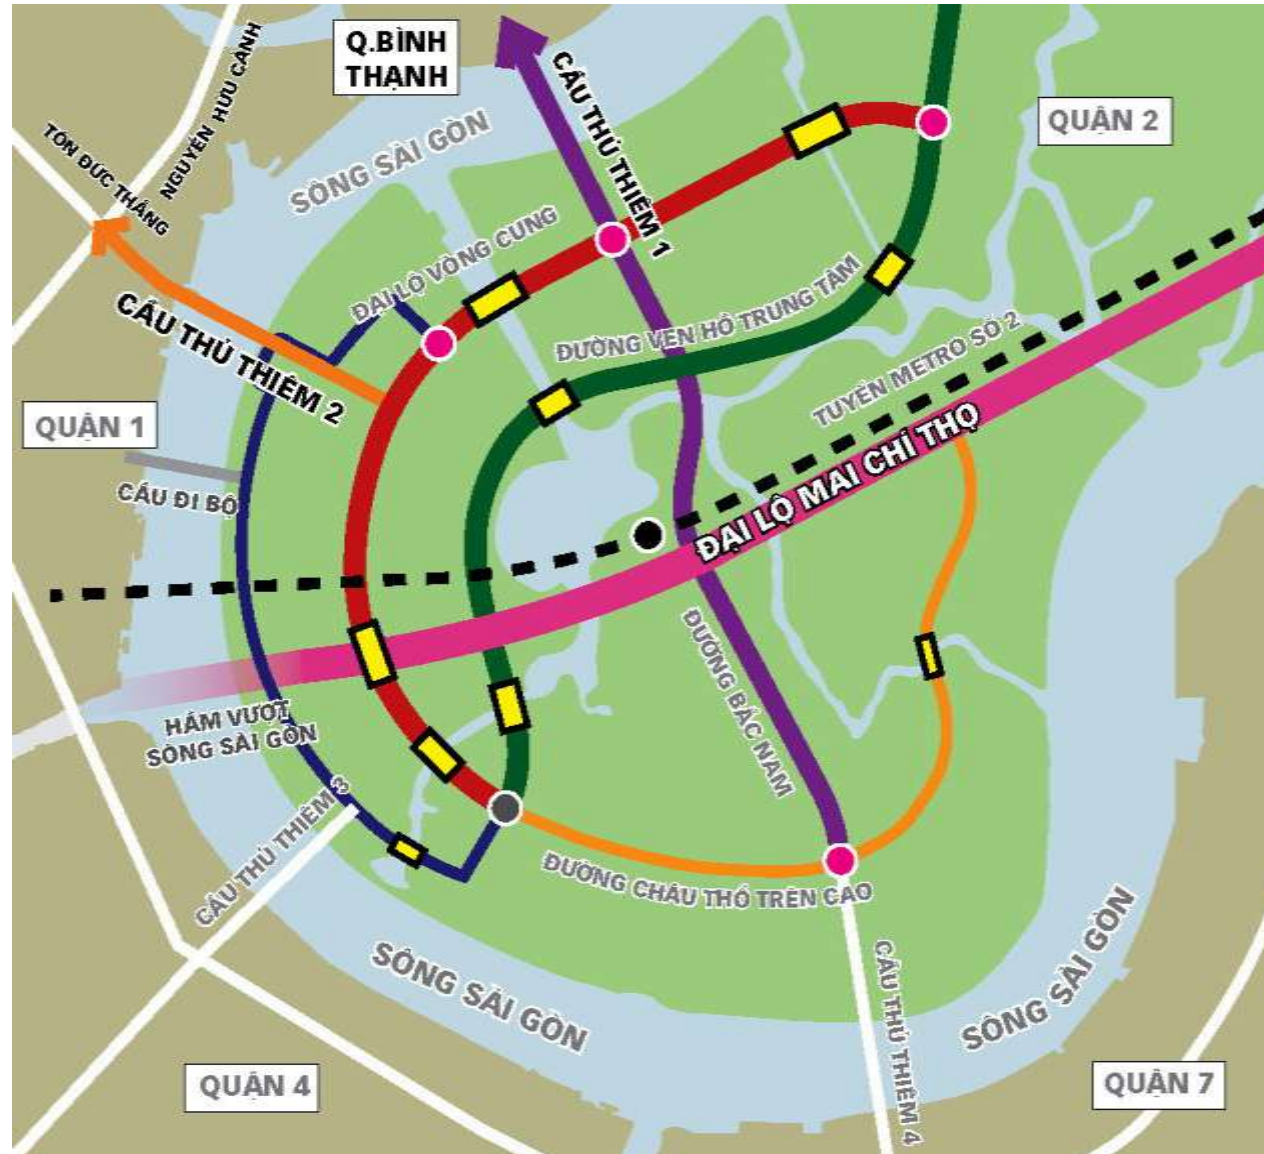 Q.BÌNH
THẠNH
NGUYỄN HỮU CẢNH
TÔN ĐỨC THẮNG
SÔNG SÀI GÒN
CẦU THỦ THIÊM 1
QUẬN 2
ĐẠI LỘ VÒNG CUNG
CẦU THỦ THIÊM 2
ĐƯỜNG VEN HỒ TRUNG TÂM
TUYẾN METRO SỐ 2
QUẬN 1
CẦU ĐI BỘ
ĐẠI LỘ MAI CHÍ THỌ
HẦM VƯỢT
SÔNG SÀI GÒN
ĐƯỜNG BẮC NAM
CẦU THỦ THIÊM 3
ĐƯỜNG CHÂU THỔ TRÊN CAO
SÔNG SÀI GÒN
SÔNG SÀI GÒN
CẦU THỦ THIÊM 4
QUẬN 4
QUẬN 7